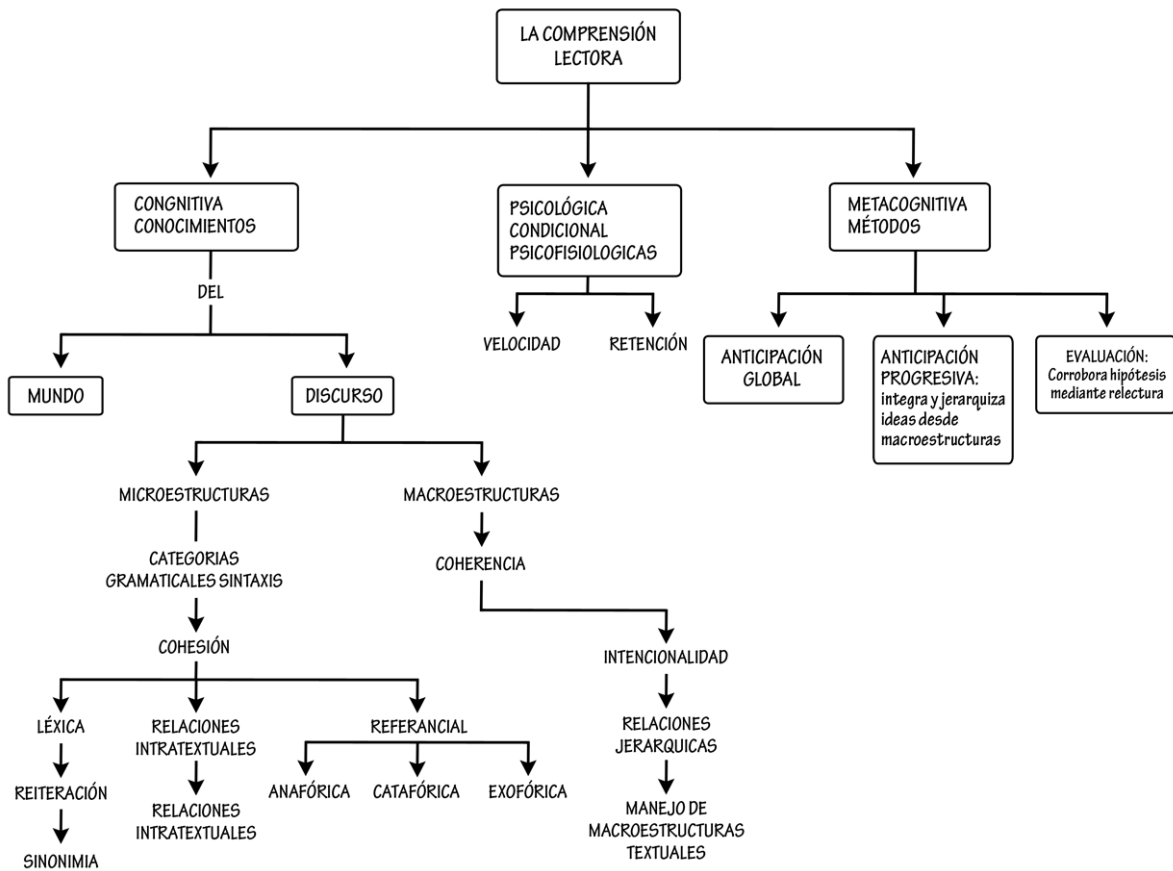 LA COMPRENSIÓN
LECTORA
CONGNITIVA
CONOCIMIENTOS
PSICOLÓGICA
CONDICIONAL
PSICOFISIOLOGICAS
METACOGNITIVA
MÉTODOS
DEL
VELOCIDAD
RETENCIÓN
ANTICIPACIÓN
GLOBAL
ANTICIPACIÓN
PROGRESIVA:
integra y jerarquiza
ideas desde
macroestructuras
EVALUACIÓN:
Corrobora hipótesis
mediante relectura
MUNDO
DISCURSO
MICROESTRUCTURAS
MACROESTRUCTURAS
CATEGORIAS
GRAMATICALES SINTAXIS
COHERENCIA
COHESIÓN
INTENCIONALIDAD
LÉXICA
RELACIONES
INTRATEXTUALES
REFERANCIAL
RELACIONES
JERARQUICAS
REITERACIÓN
RELACIONES
INTRATEXTUALES
ANAFÓRICA
CATAFÓRICA
EXOFÓRICA
MANEJO DE
MACROESTRUCTURAS
TEXTUALES
SINONIMIA